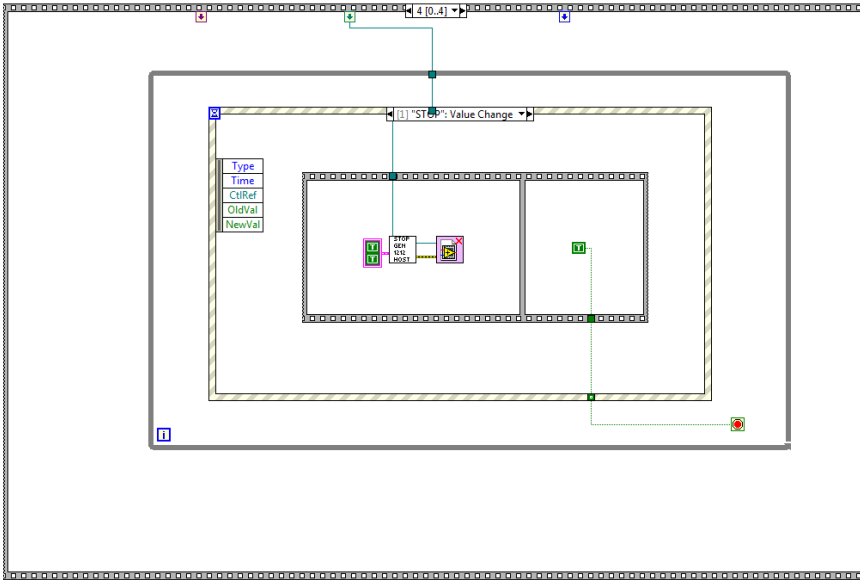 4 [0..4]
[1] "STOP": Value Change
Type
Time
CtlRef
OldVal
NewVal
STOP
GEN
1212
HOST
T
T
T
i